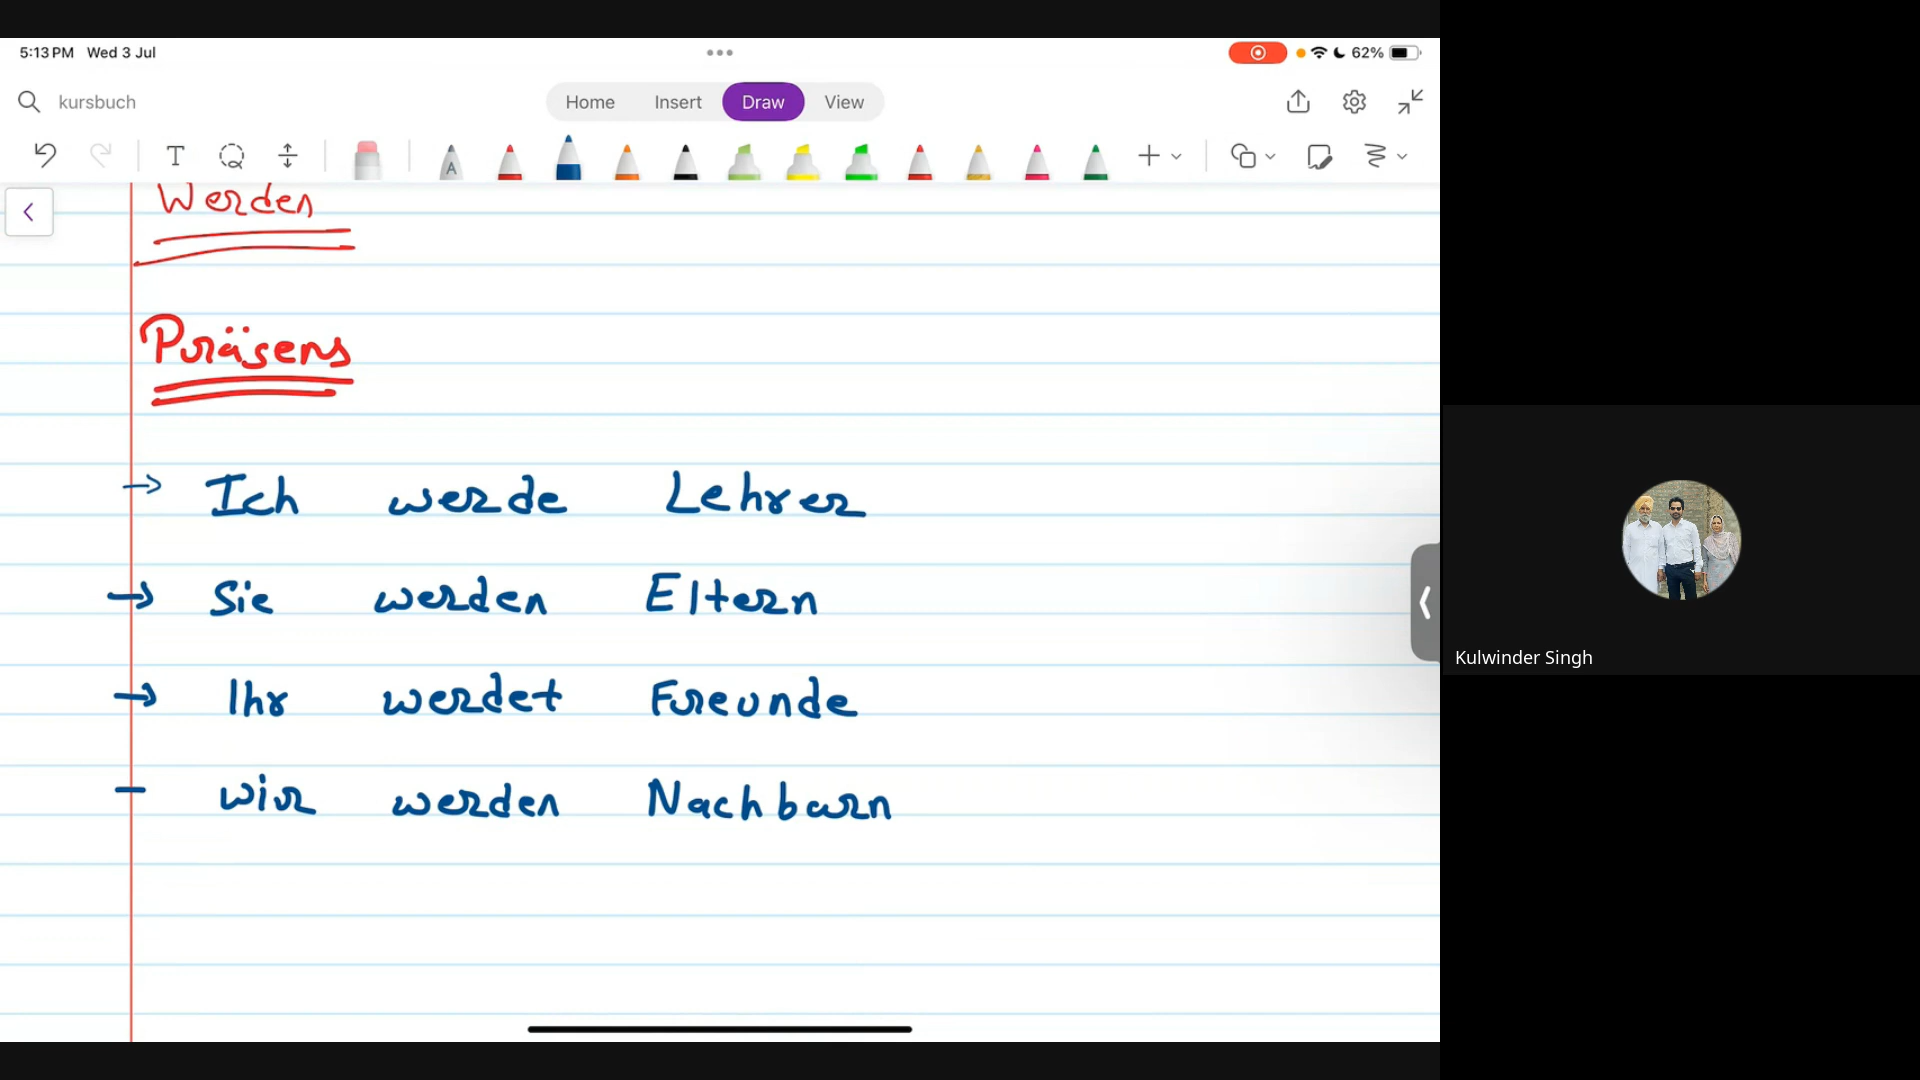 5:13 PM Wed 3 Jul 62%
kursbuch Home Insert Draw View
T A
Werden
Präsens
→ Ich werde Lehrer
→ Sie werden Eltern
→ Ihr werdet Freunde
– wir werden Nachbarn
Kulwinder Singh